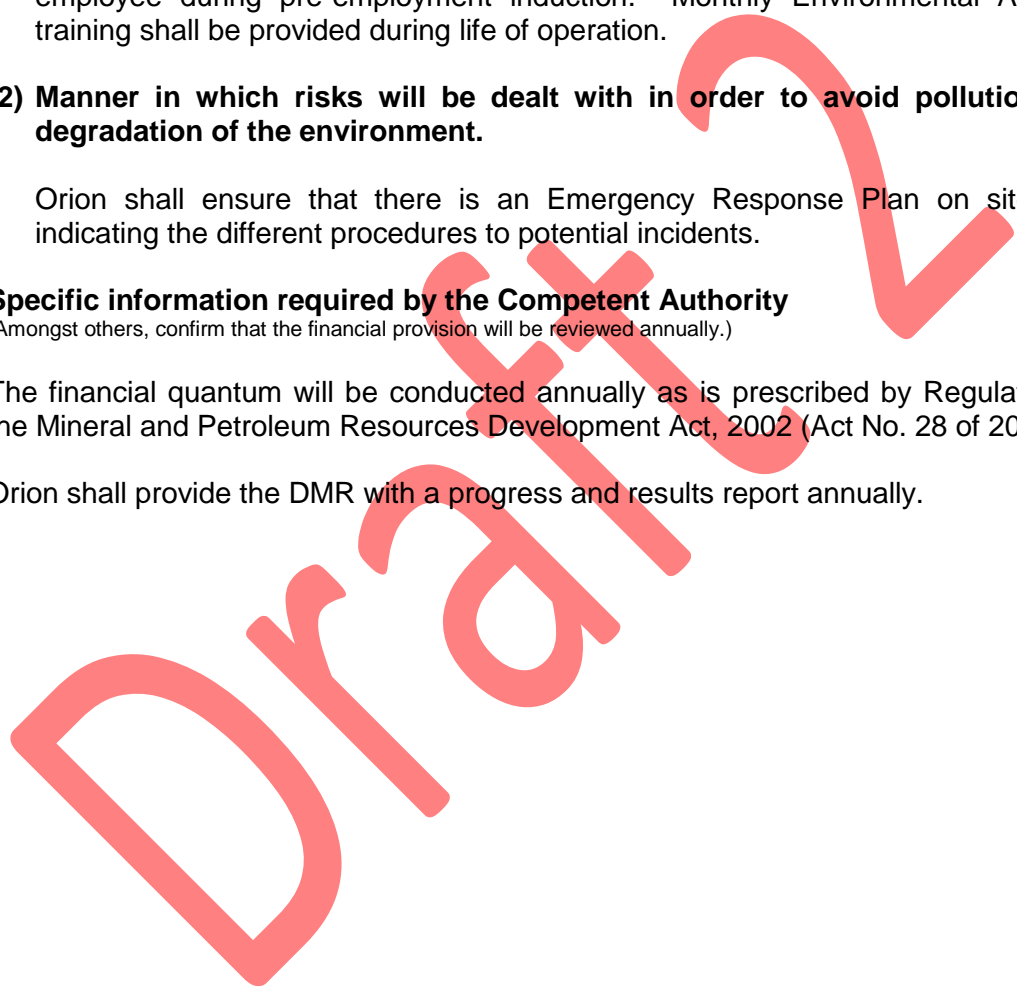 employee during pre-employment induction. Monthly Environmental A
training shall be provided during life of operation.
2) Manner in which risks will be dealt with in order to avoid pollutio
degradation of the environment.
Orion shall ensure that there is an Emergency Response Plan on sit
indicating the different procedures to potential incidents.
Specific information required by the Competent Authority
(Amongst others, confirm that the financial provision will be reviewed annually.)
The financial quantum will be conducted annually as is prescribed by Regulat
the Mineral and Petroleum Resources Development Act, 2002 (Act No. 28 of 20
Orion shall provide the DMR with a progress and results report annually.
Draft 2